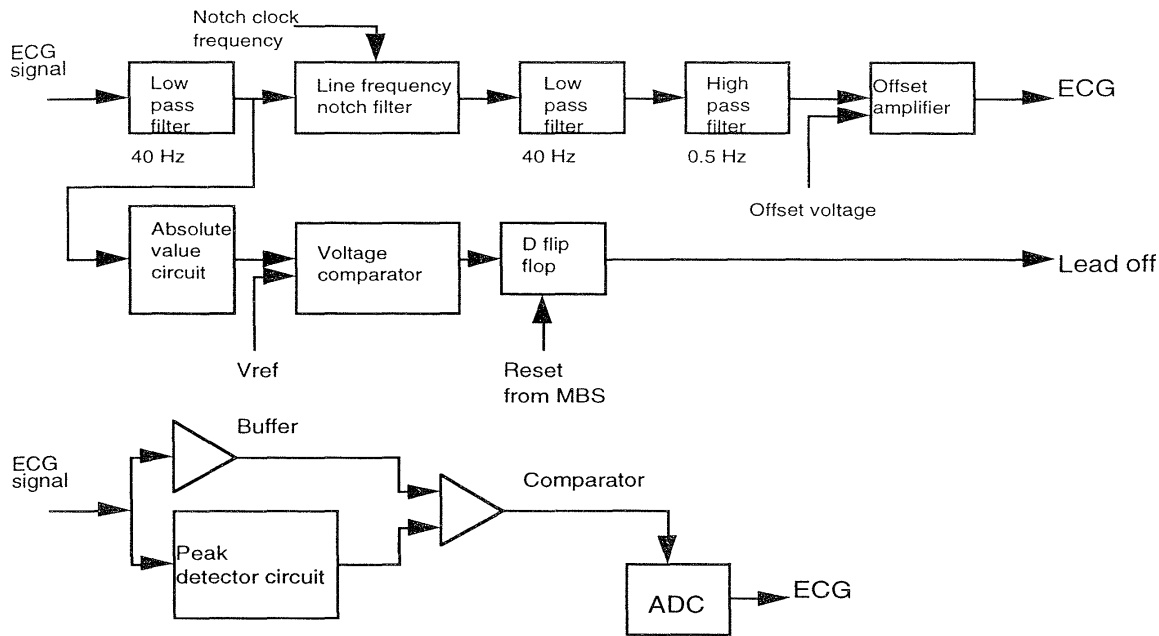 Notch clock
frequency
ECG
signal
Low
pass
filter
40 Hz
Line frequency
notch filter
Low
pass
filter
40 Hz
High
pass
filter
0.5 Hz
Offset
amplifier
ECG
Offset voltage
Absolute
value
circuit
Voltage
comparator
D flip
flop
Lead off
Vref
Reset
from MBS
Buffer
ECG
signal
Comparator
Peak
detector circuit
ADC
ECG